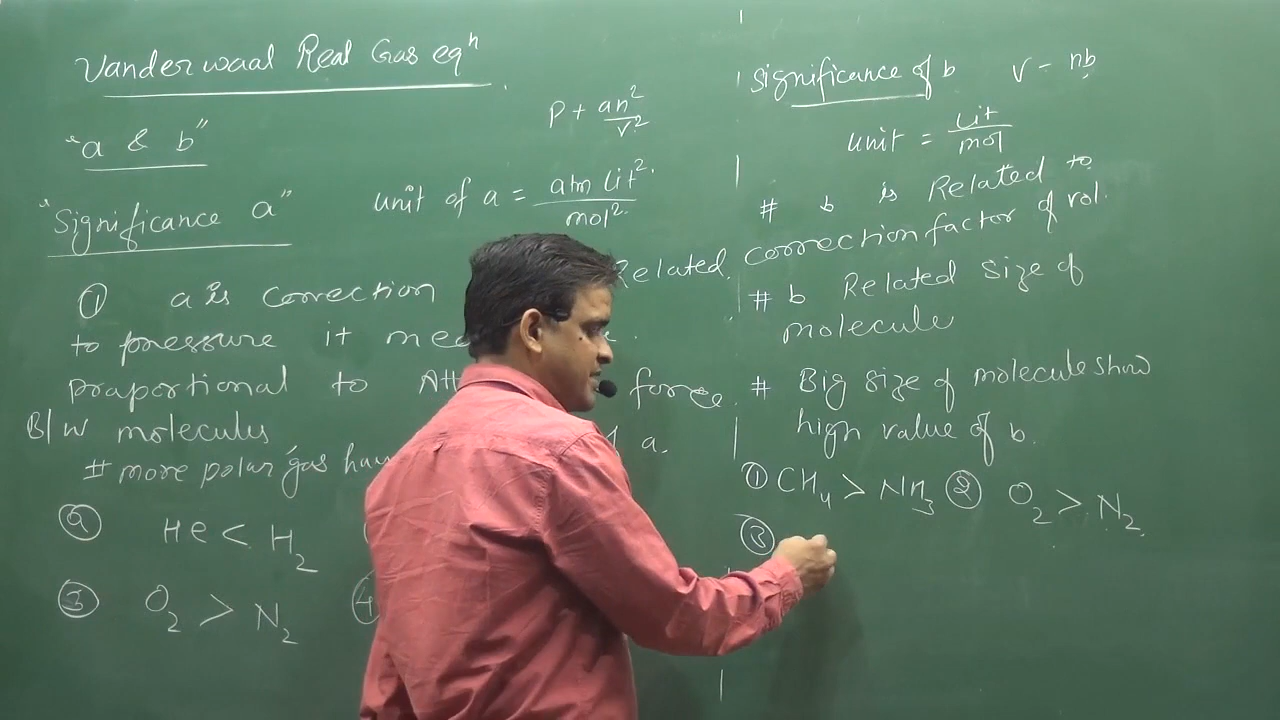 Vanderwaal Real Gas eqⁿ
"a & b"
P + an²/V²
"Significance a"
unit of a = atm Lit²/mol²
① a is correction Related
to pressure it
proportional to force
B/W molecules a.
# more polar gas
② He < H₂
③ O₂ > N₂
④
Significance of b V - nb
unit = Lit/mol
# b is Related to
correction factor of vol.
# b Related size of
molecule
# Big size of molecule show
high value of b.
① CH₄ > NH₃ ② O₂ > N₂
③